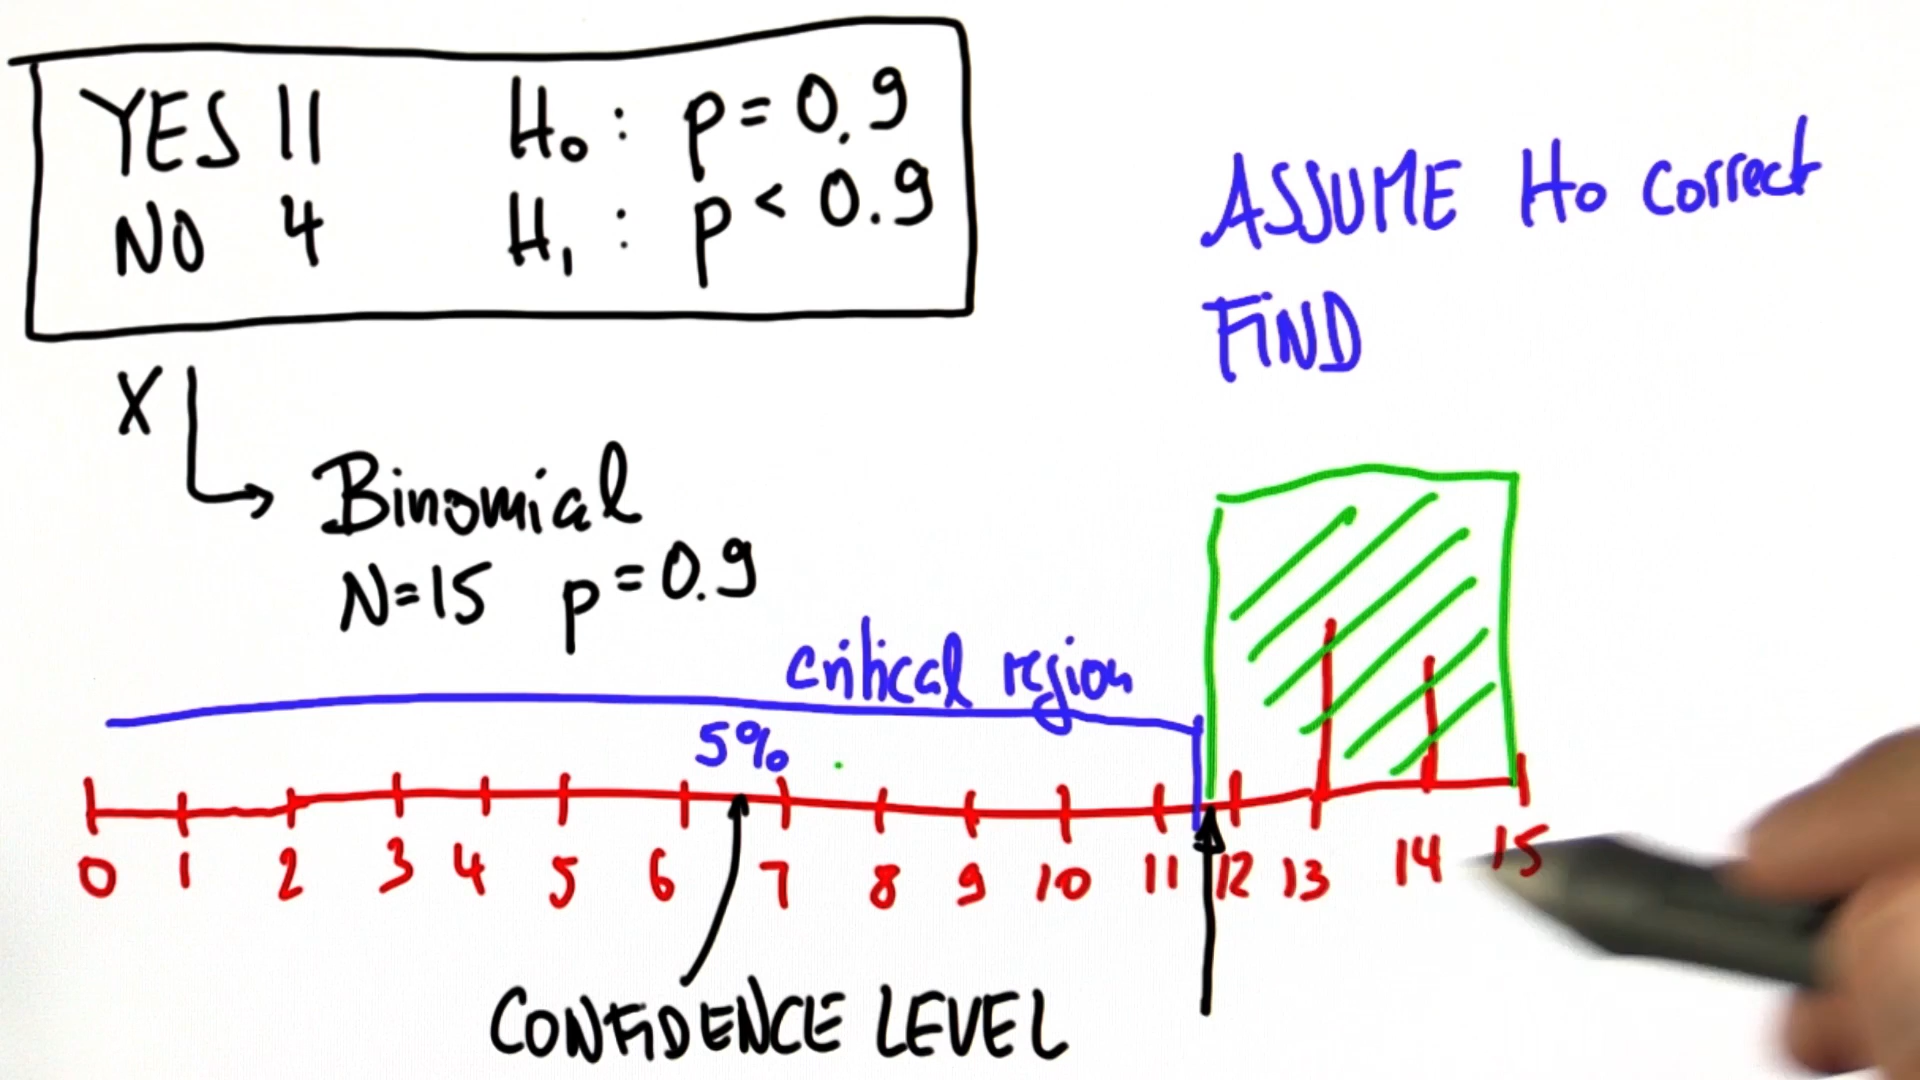 YES 11 H₀ : p = 0.9
NO 4 H₁ : p < 0.9
ASSUME Ho correct
FiND
X
Binomial
N=15 p=0.9
critical region
5%
0 1 2 3 4 5 6 7 8 9 10 11 12 13 14 15
CONFIDENCE LEVEL